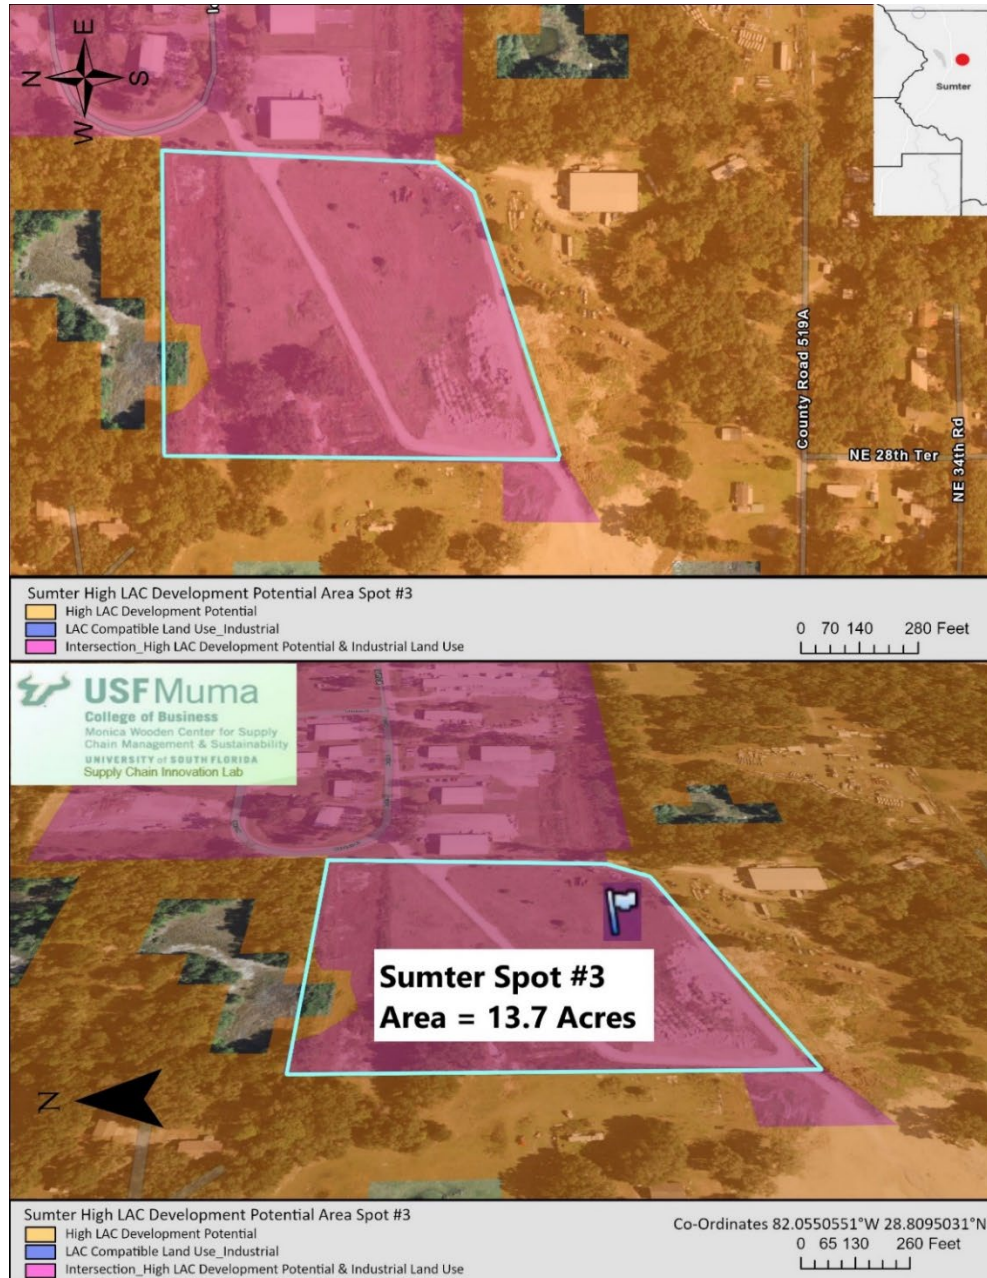 E
N
S
W
Sumter
County Road 519A
NE 28th Ter
NE 34th Rd
Sumter High LAC Development Potential Area Spot #3
High LAC Development Potential
LAC Compatible Land Use_Industrial
Intersection_High LAC Development Potential & Industrial Land Use
0 70 140 280 Feet
USF Muma
College of Business
Monica Wooden Center for Supply
Chain Management & Sustainability
UNIVERSITY of SOUTH FLORIDA
Supply Chain Innovation Lab
Sumter Spot #3
Area = 13.7 Acres
N
Sumter High LAC Development Potential Area Spot #3
High LAC Development Potential
LAC Compatible Land Use_Industrial
Intersection_High LAC Development Potential & Industrial Land Use
Co-Ordinates 82.0550551°W 28.8095031°N
0 65 130 260 Feet